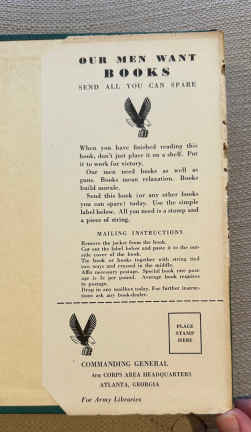 OUR MEN WANT
BOOKS
SEND ALL YOU CAN SPARE
When you have finished reading this
book, don't just place it on a shelf. Put
it to work for victory.
Our men need books as well as
guns. Books mean relaxation. Books
build morale.
Send this book (or any other books
you can spare) today. Use the simple
label below. All you need is a stamp and
a piece of string.
MAILING INSTRUCTIONS
Remove the jacket from the book.
Cut out the label below and paste it to the out-
side cover of the book.
Tie book or books together with string tied
two ways and crossed in the middle.
Affix necessary postage. Special book rate post-
age is 3¢ per pound. Average book requires
3¢ postage.
Drop in any mailbox today. For further instruc-
tions ask any book-dealer.
PLACE
STAMP
HERE
COMMANDING GENERAL
4TH CORPS AREA HEADQUARTERS
ATLANTA, GEORGIA
For Army Libraries